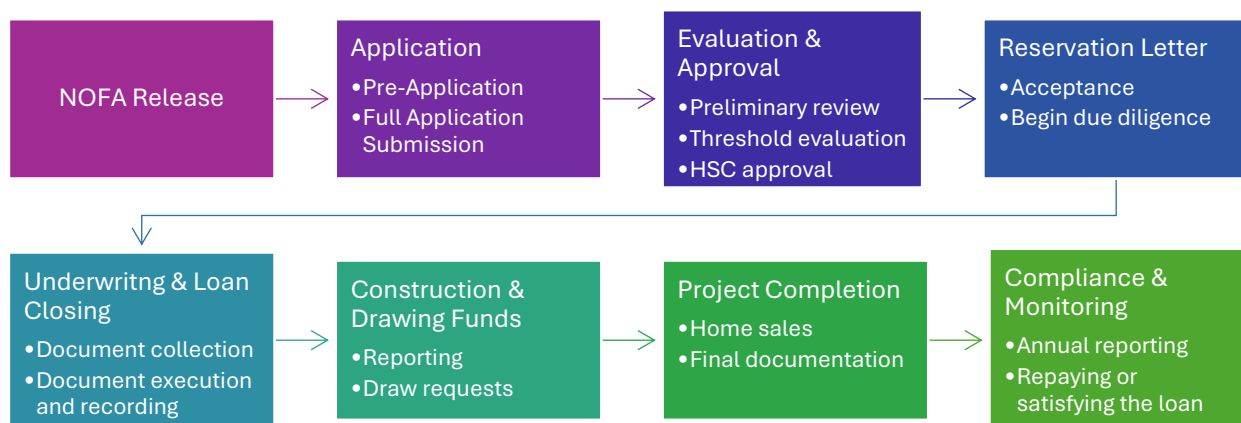 NOFA Release
Application
•Pre-Application
•Full Application
Submission
Evaluation &
Approval
•Preliminary review
•Threshold evaluation
•HSC approval
Reservation Letter
•Acceptance
•Begin due diligence
Underwritng & Loan
Closing
•Document collection
•Document execution
and recording
Construction &
Drawing Funds
•Reporting
•Draw requests
Project Completion
•Home sales
•Final documentation
Compliance &
Monitoring
•Annual reporting
•Repaying or
satisfying the loan